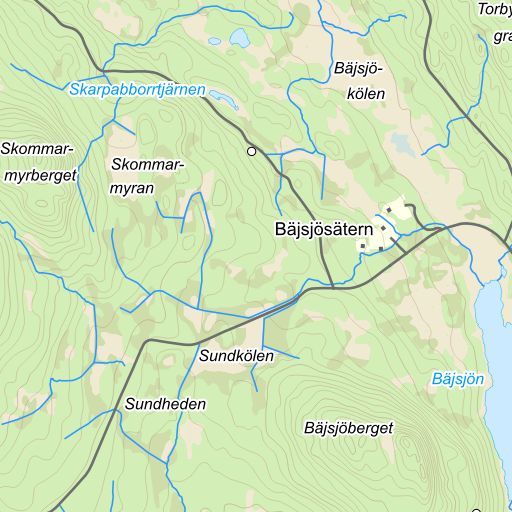 Torby
gra
Bäjsjö-
kölen
Skarpabborrtjärnen
Skommar-
myrberget
Skommar-
myran
Bäjsjösätern
Sundkölen
Bäjsjön
Sundheden
Bäjsjöberget